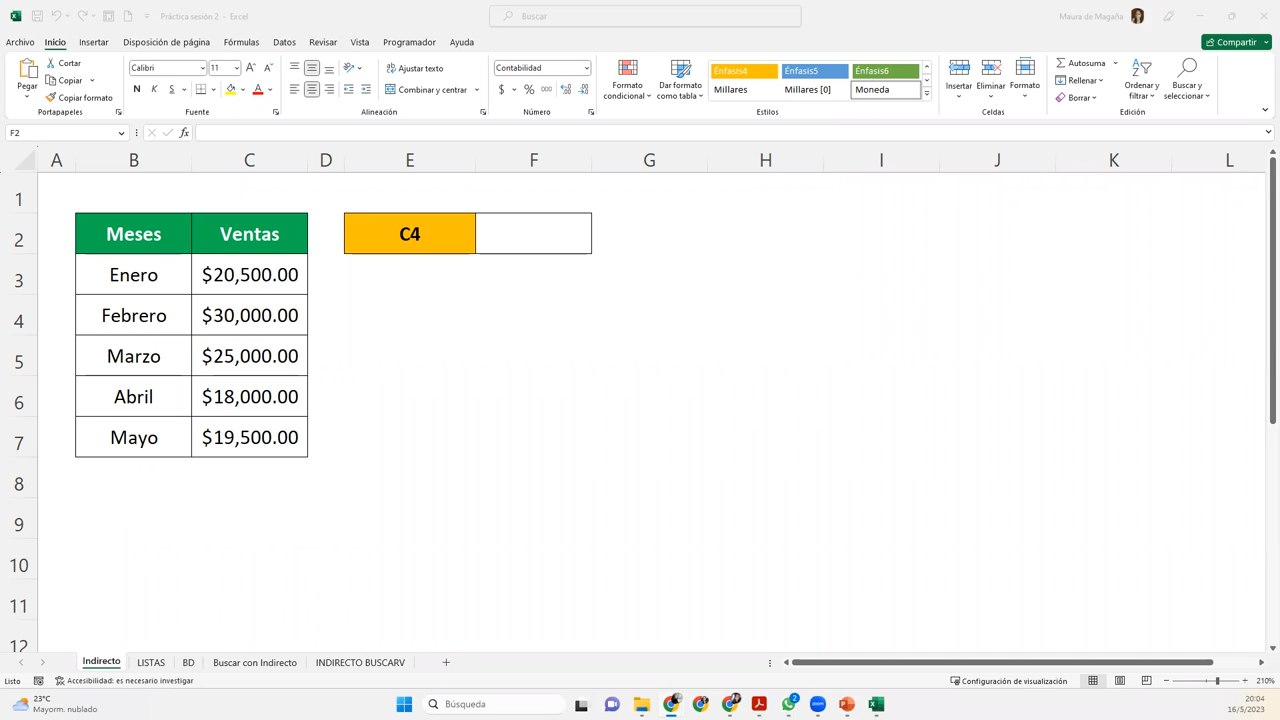 Práctica sesión 2 - Excel
Buscar
Maura de Magaña
Archivo Inicio Insertar Disposición de página Fórmulas Datos Revisar Vista Programador Ayuda Compartir
Pegar
Cortar
Copiar
Copiar formato
Portapapeles
Calibri 11
N K S
Fuente
Ajustar texto
Combinar y centrar
Alineación
Contabilidad
$ % 000
Número
Formato condicional
Dar formato como tabla
Énfasis4 Énfasis5 Énfasis6
Millares Millares [0] Moneda
Estilos
Insertar Eliminar Formato
Celdas
Autosuma
Rellenar
Borrar
Ordenar y filtrar
Buscar y seleccionar
Edición
F2 fx
A B C D E F G H I J K L
1
2 Meses Ventas C4
3 Enero $20,500.00
4 Febrero $30,000.00
5 Marzo $25,000.00
6 Abril $18,000.00
7 Mayo $19,500.00
8
9
10
11
12
Indirecto LISTAS BD Buscar con Indirecto INDIRECTO BUSCARV
Listo Accesibilidad: es necesario investigar Configuración de visualización 210%
23°C
Mayorm. nublado
Búsqueda
2
zoom
20:04
16/5/2023